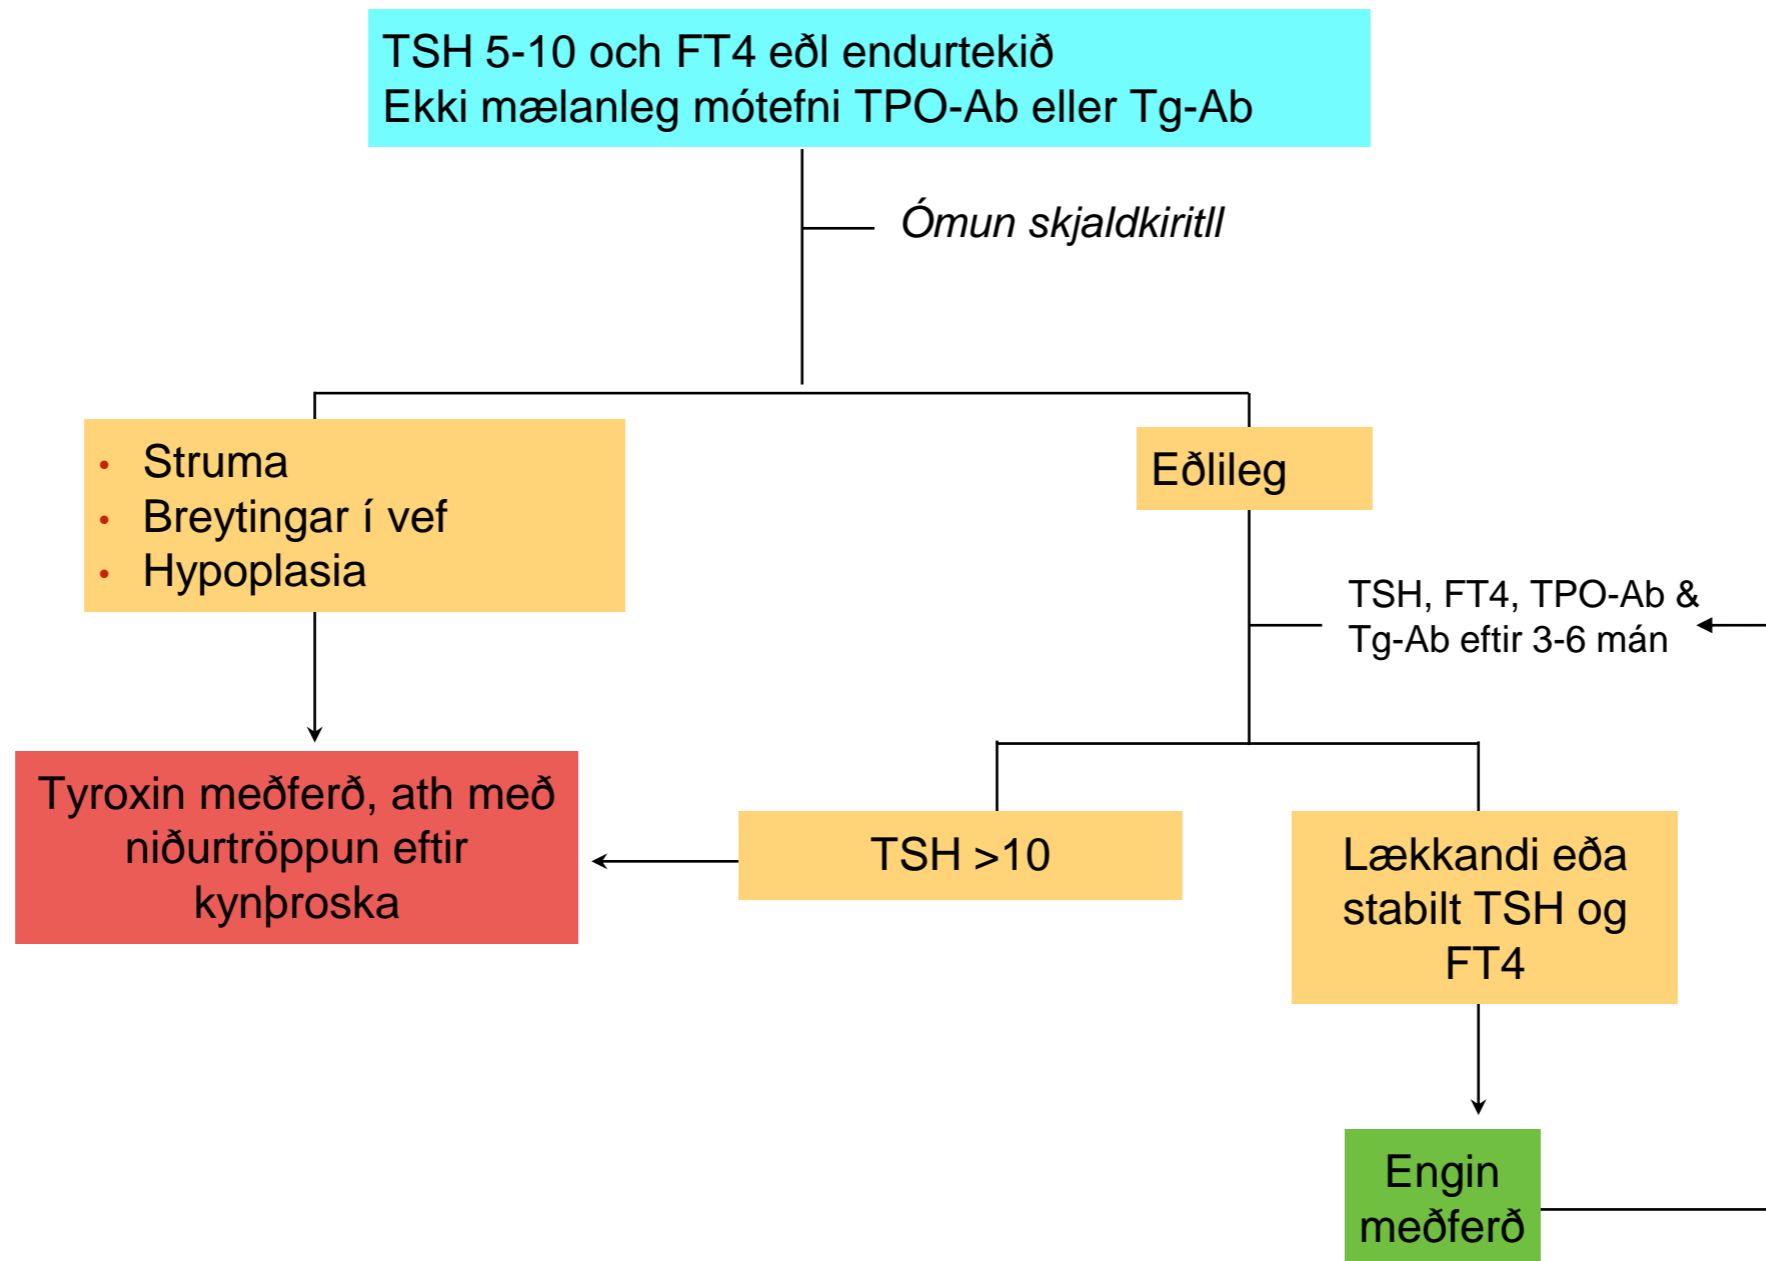 TSH 5-10 och FT4 eðl endurtekið
Ekki mælanleg mótefni TPO-Ab eller Tg-Ab
Ómun skjaldkiritll
• Struma
• Breytingar í vef
• Hypoplasia
Eðlileg
TSH, FT4, TPO-Ab &
Tg-Ab eftir 3-6 mán
Tyroxin meðferð, ath með
niðurtröppun eftir
kynþroska
TSH >10
Lækkandi eða
stabilt TSH og
FT4
Engin
meðferð